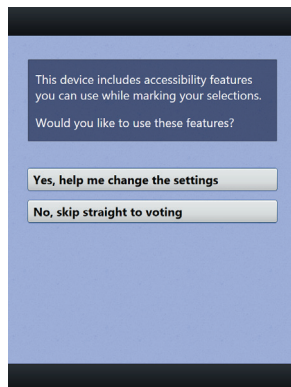 This device includes accessibility features
you can use while marking your selections.
Would you like to use these features?
Yes, help me change the settings
No, skip straight to voting